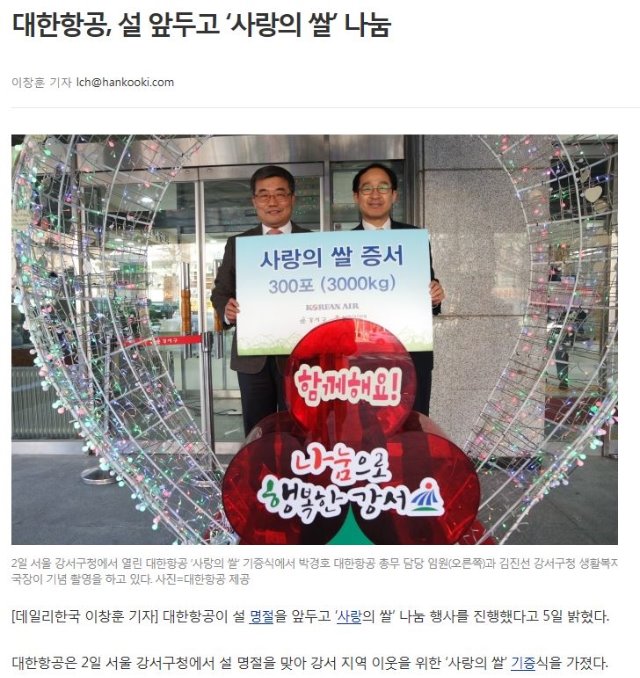 대한항공, 설 앞두고 ‘사랑의 쌀’ 나눔
이창훈 기자 lch@hankooki.com
사랑의 쌀 증서
300포 (3000kg)
KOREAN AIR
강서구
함께해요!
나눔으로
행복한 강서
2일 서울 강서구청에서 열린 대한항공 ‘사랑의 쌀’ 기증식에서 박경호 대한항공 총무 담당 임원(오른쪽)과 김진선 강서구청 생활복지
국장이 기념 촬영을 하고 있다. 사진=대한항공 제공
[데일리한국 이창훈 기자] 대한항공이 설 명절을 앞두고 ‘사랑의 쌀’ 나눔 행사를 진행했다고 5일 밝혔다.
대한항공은 2일 서울 강서구청에서 설 명절을 맞아 강서 지역 이웃을 위한 ‘사랑의 쌀’ 기증식을 가졌다.